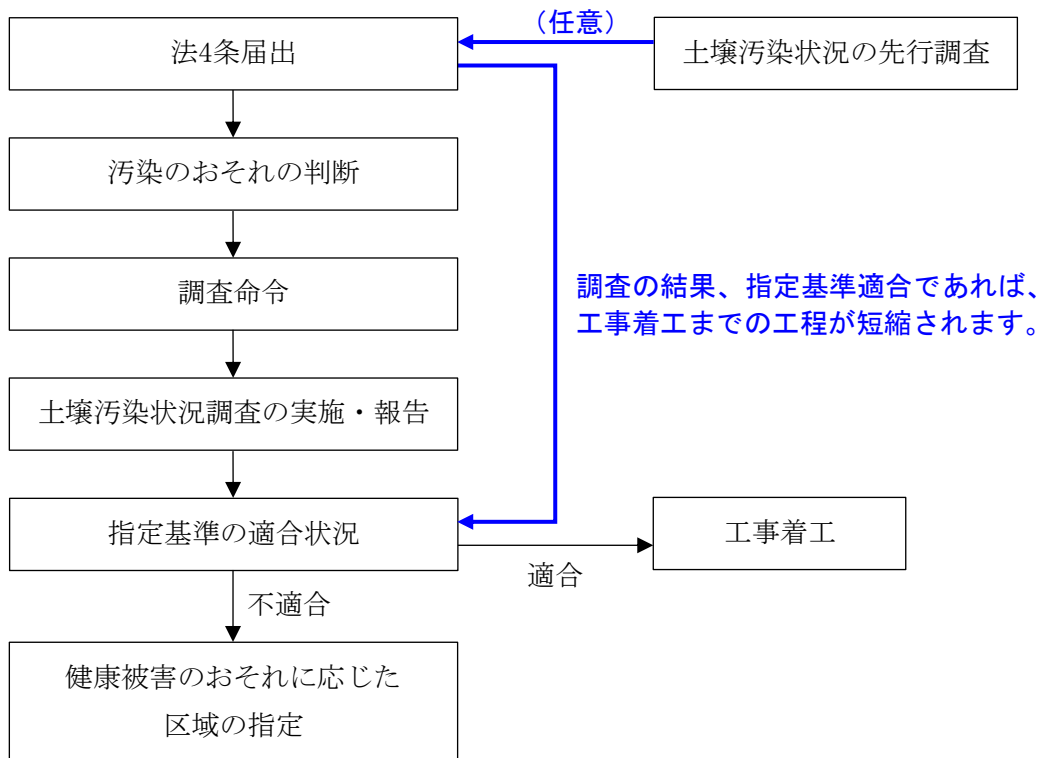 （任意）
法4条届出
土壌汚染状況の先行調査
汚染のおそれの判断
調査命令
調査の結果、指定基準適合であれば、
工事着工までの工程が短縮されます。
土壌汚染状況調査の実施・報告
指定基準の適合状況
工事着工
適合
不適合
健康被害のおそれに応じた
区域の指定